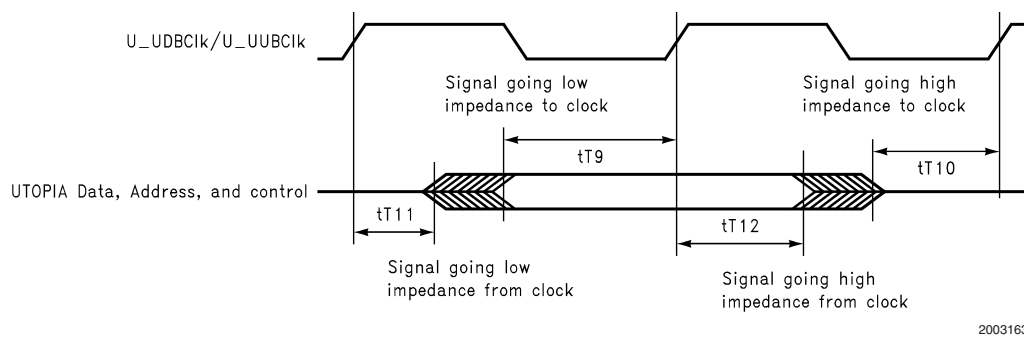 U_UDBClk/U_UUBClk
Signal going low
impedance to clock
Signal going high
impedance to clock
tT9
tT10
UTOPIA Data, Address, and control
tT11
tT12
Signal going low
impedance from clock
Signal going high
impedance from clock
2003163